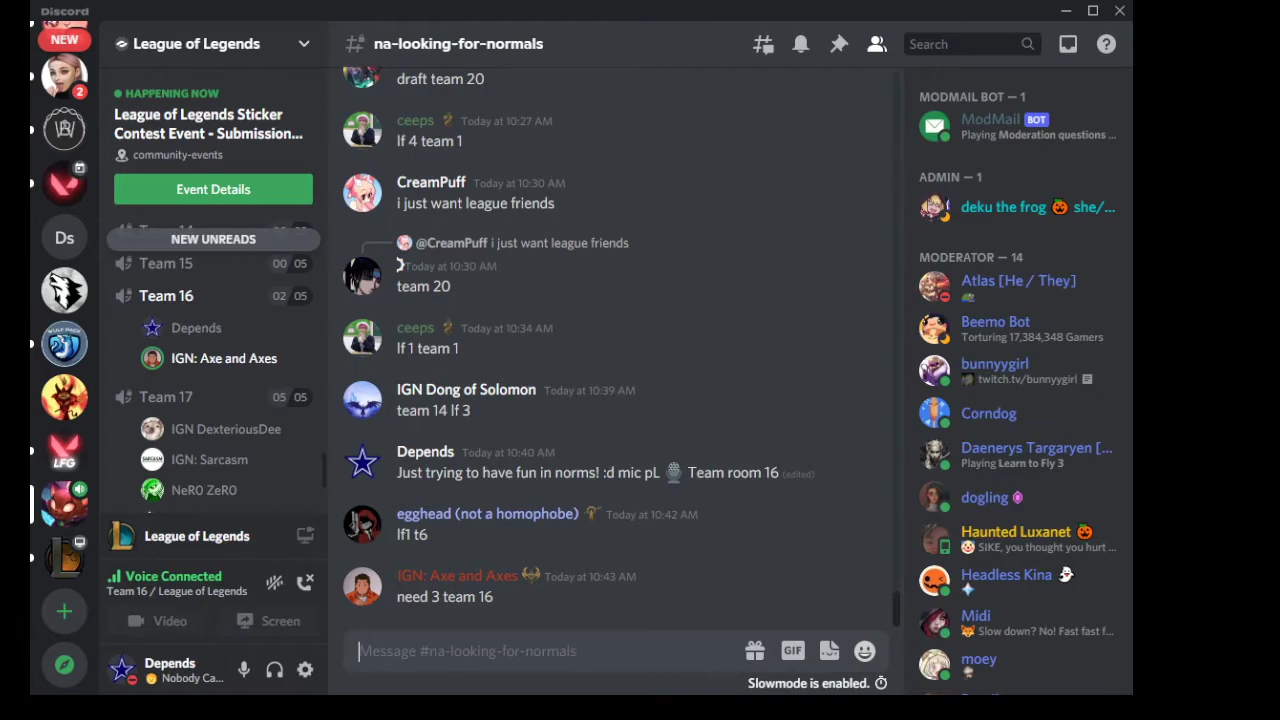 Discord
NEW
2
Ds
LFG
League of Legends
HAPPENING NOW
League of Legends Sticker
Contest Event - Submission...
community-events
Event Details
NEW UNREADS
Team 15 00 05
Team 16 02 05
Depends
IGN: Axe and Axes
Team 17 05 05
IGN DexteriousDee
IGN: Sarcasm
NeR0 ZeR0
League of Legends
Voice Connected
Team 16 / League of Legends
Video Screen
Depends
Nobody Ca...
na-looking-for-normals
Search
draft team 20
ceeps Today at 10:27 AM
lf 4 team 1
CreamPuff Today at 10:30 AM
i just want league friends
@CreamPuff i just want league friends
Today at 10:30 AM
team 20
ceeps Today at 10:34 AM
lf 1 team 1
IGN Dong of Solomon Today at 10:39 AM
team 14 lf 3
Depends Today at 10:40 AM
Just trying to have fun in norms! :d mic pL Team room 16 (edited)
egghead (not a homophobe) Today at 10:42 AM
lf1 t6
IGN: Axe and Axes Today at 10:43 AM
need 3 team 16
Message #na-looking-for-normals
GIF
Slowmode is enabled.
MODMAIL BOT — 1
ModMail BOT
Playing Moderation questions ...
ADMIN — 1
deku the frog 🎃 she/...
MODERATOR — 14
Atlas [He / They]
Beemo Bot
Torturing 17,384,348 Gamers
bunnyygirl
twitch.tv/bunnyygirl
Corndog
Daenerys Targaryen [...
Playing Learn to Fly 3
dogling
Haunted Luxanet 🎃
🤡 SIKE, you thought you hurt ...
Headless Kina 👻
Midi
🦊 Slow down? No! Fast fast f...
moey